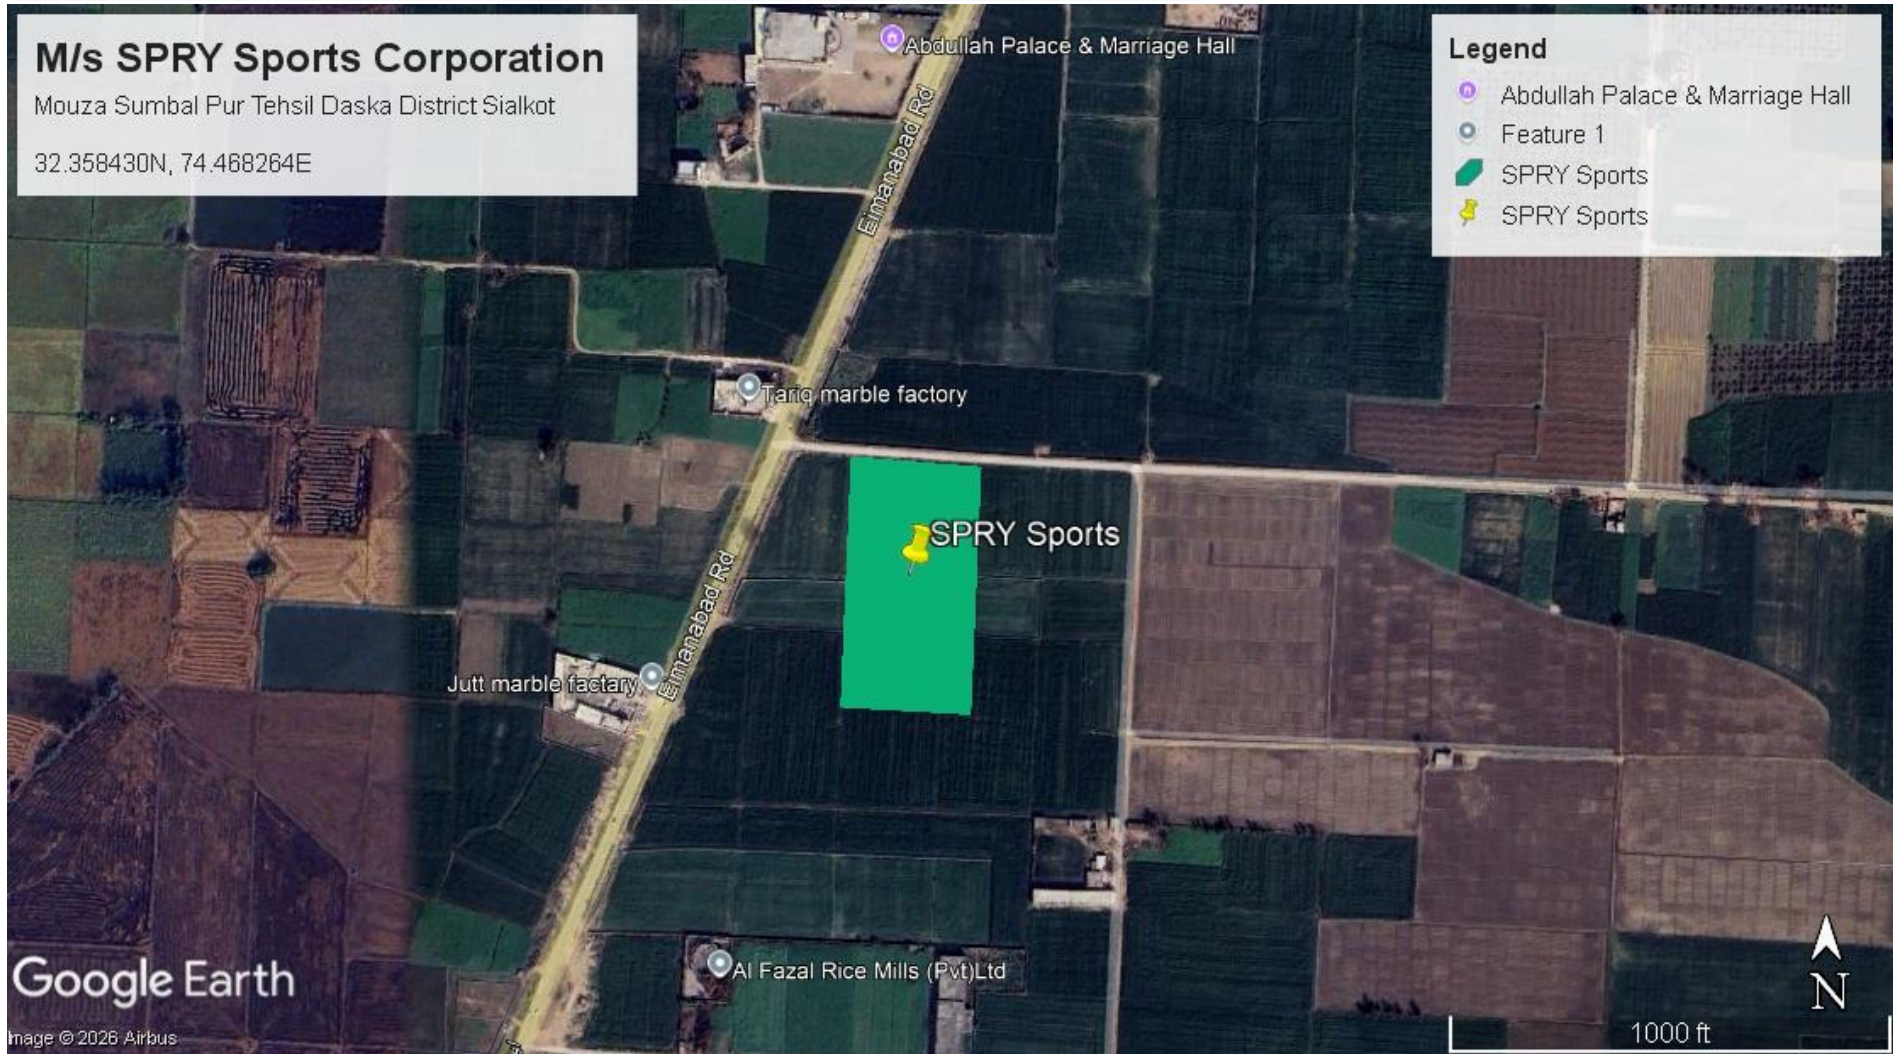 M/s SPRY Sports Corporation
Mouza Sumbal Pur Tehsil Daska District Sialkot
32.358430N, 74.468264E
Legend
Abdullah Palace & Marriage Hall
Feature 1
SPRY Sports
SPRY Sports
Abdullah Palace & Marriage Hall
Eimanabad Rd
Tariq marble factory
SPRY Sports
Eimanabad Rd
Jutt marble factary
Al Fazal Rice Mills (Pvt)Ltd
Google Earth
N
1000 ft
Image © 2026 Airbus